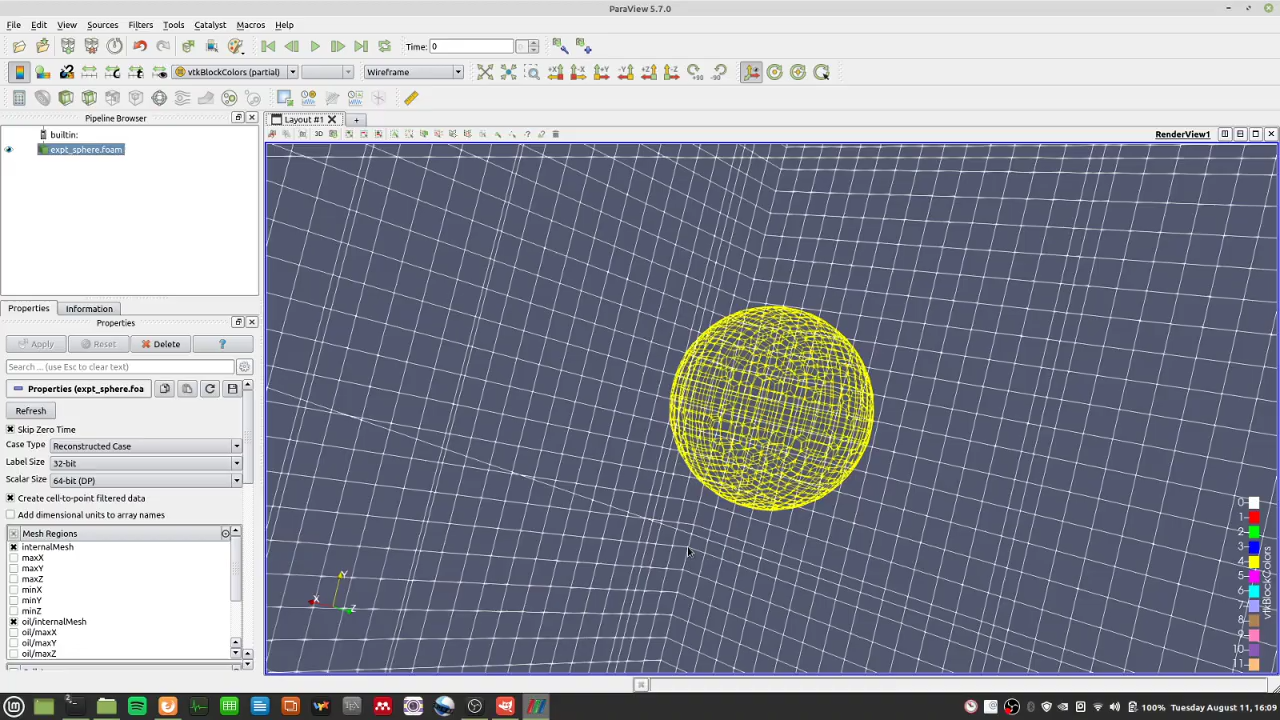 ParaView 5.7.0
File Edit View Sources Filters Tools Catalyst Macros Help
Time: 0
vtkBlockColors (partial) Wireframe
+X -X +Y -Y +Z -Z +90 -90
Pipeline Browser
Layout #1
builtin:
3D
RenderView1
expt_sphere.foam
Properties Information
Properties
Apply Reset Delete ?
Search ... (use Esc to clear text)
Properties (expt_sphere.foa
Refresh
Skip Zero Time
Case Type Reconstructed Case
Label Size 32-bit
Scalar Size 64-bit (DP)
Create cell-to-point filtered data
Add dimensional units to array names
Mesh Regions
internalMesh
maxX
maxY
maxZ
minX
minY
minZ
oil/internalMesh
oil/maxX
oil/maxY
oil/maxZ
Y
X
Z
0
1
2
3
4
5
6
7
8
9
10
11
vtkBlockColors
100% Tuesday August 11, 16:09